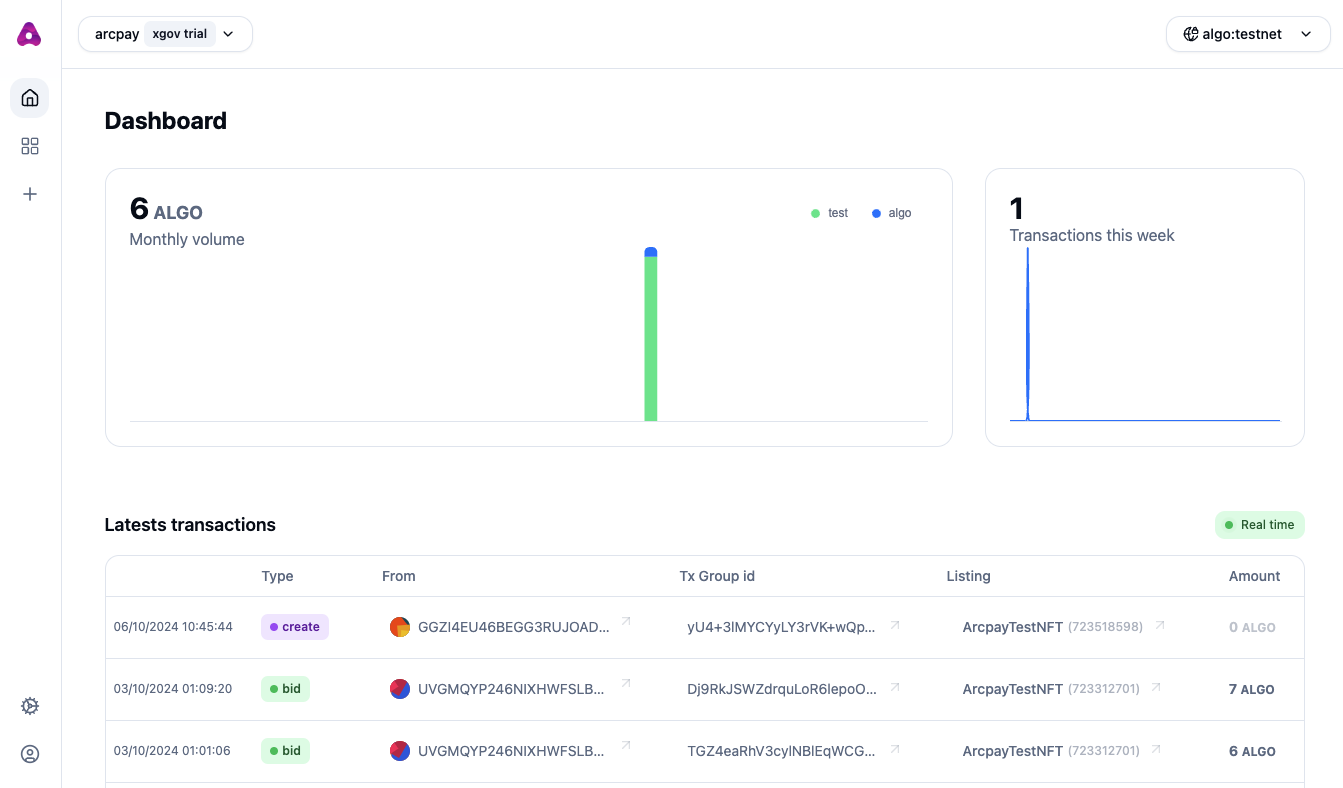 arcpay xgov trial
algo:testnet
Dashboard
6 ALGO
test algo
Monthly volume
1
Transactions this week
Latests transactions
Real time
Type From Tx Group id Listing Amount
06/10/2024 10:45:44 create GGZI4EU46BEGG3RUJOAD... yU4+3lMYCYyLY3rVK+wQp... ArcpayTestNFT (723518598) 0 ALGO
03/10/2024 01:09:20 bid UVGMQYP246NIXHWFSLB... Dj9RkJSWZdrquLoR6lepoO... ArcpayTestNFT (723312701) 7 ALGO
03/10/2024 01:01:06 bid UVGMQYP246NIXHWFSLB... TGZ4eaRhV3cylNBlEqWCG... ArcpayTestNFT (723312701) 6 ALGO